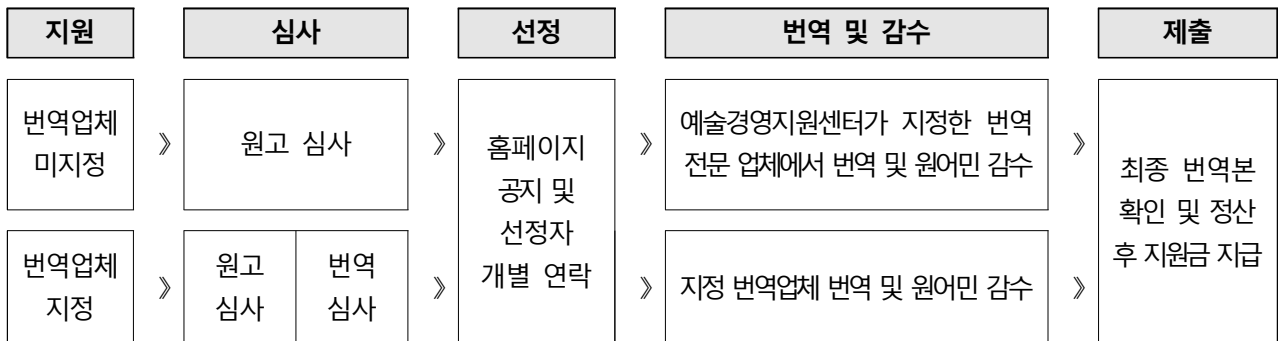 지원
심사
선정
번역 및 감수
제출
번역업체
미지정
》
원고 심사
》
홈페이지
공지 및
선정자
개별 연락
》
예술경영지원센터가 지정한 번역
전문 업체에서 번역 및 원어민 감수
》
최종 번역본
확인 및 정산
후 지원금 지급
번역업체
지정
》
원고
심사
번역
심사
》
》
지정 번역업체 번역 및 원어민 감수
》